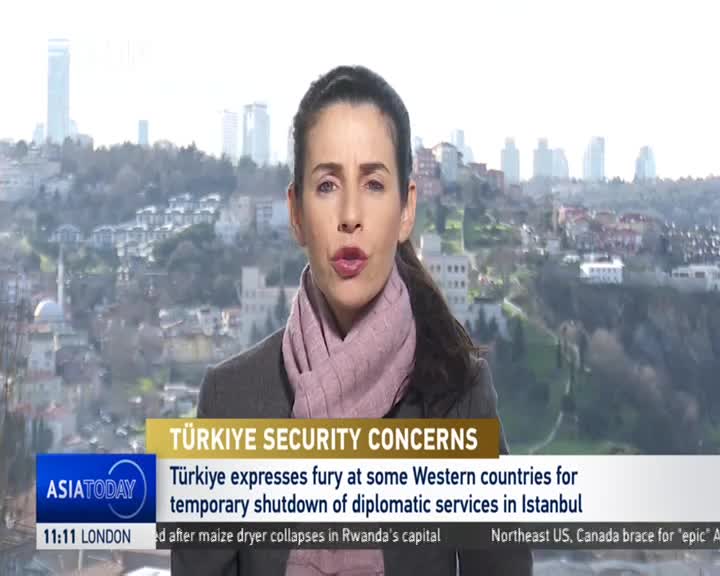 TÜRKIYE SECURITY CONCERNS
Türkiye expresses fury at some Western countries for
temporary shutdown of diplomatic services in Istanbul
ASIATODAY
11:11 LONDON
ed after maize dryer collapses in Rwanda's capital Northeast US, Canada brace for "epic" A